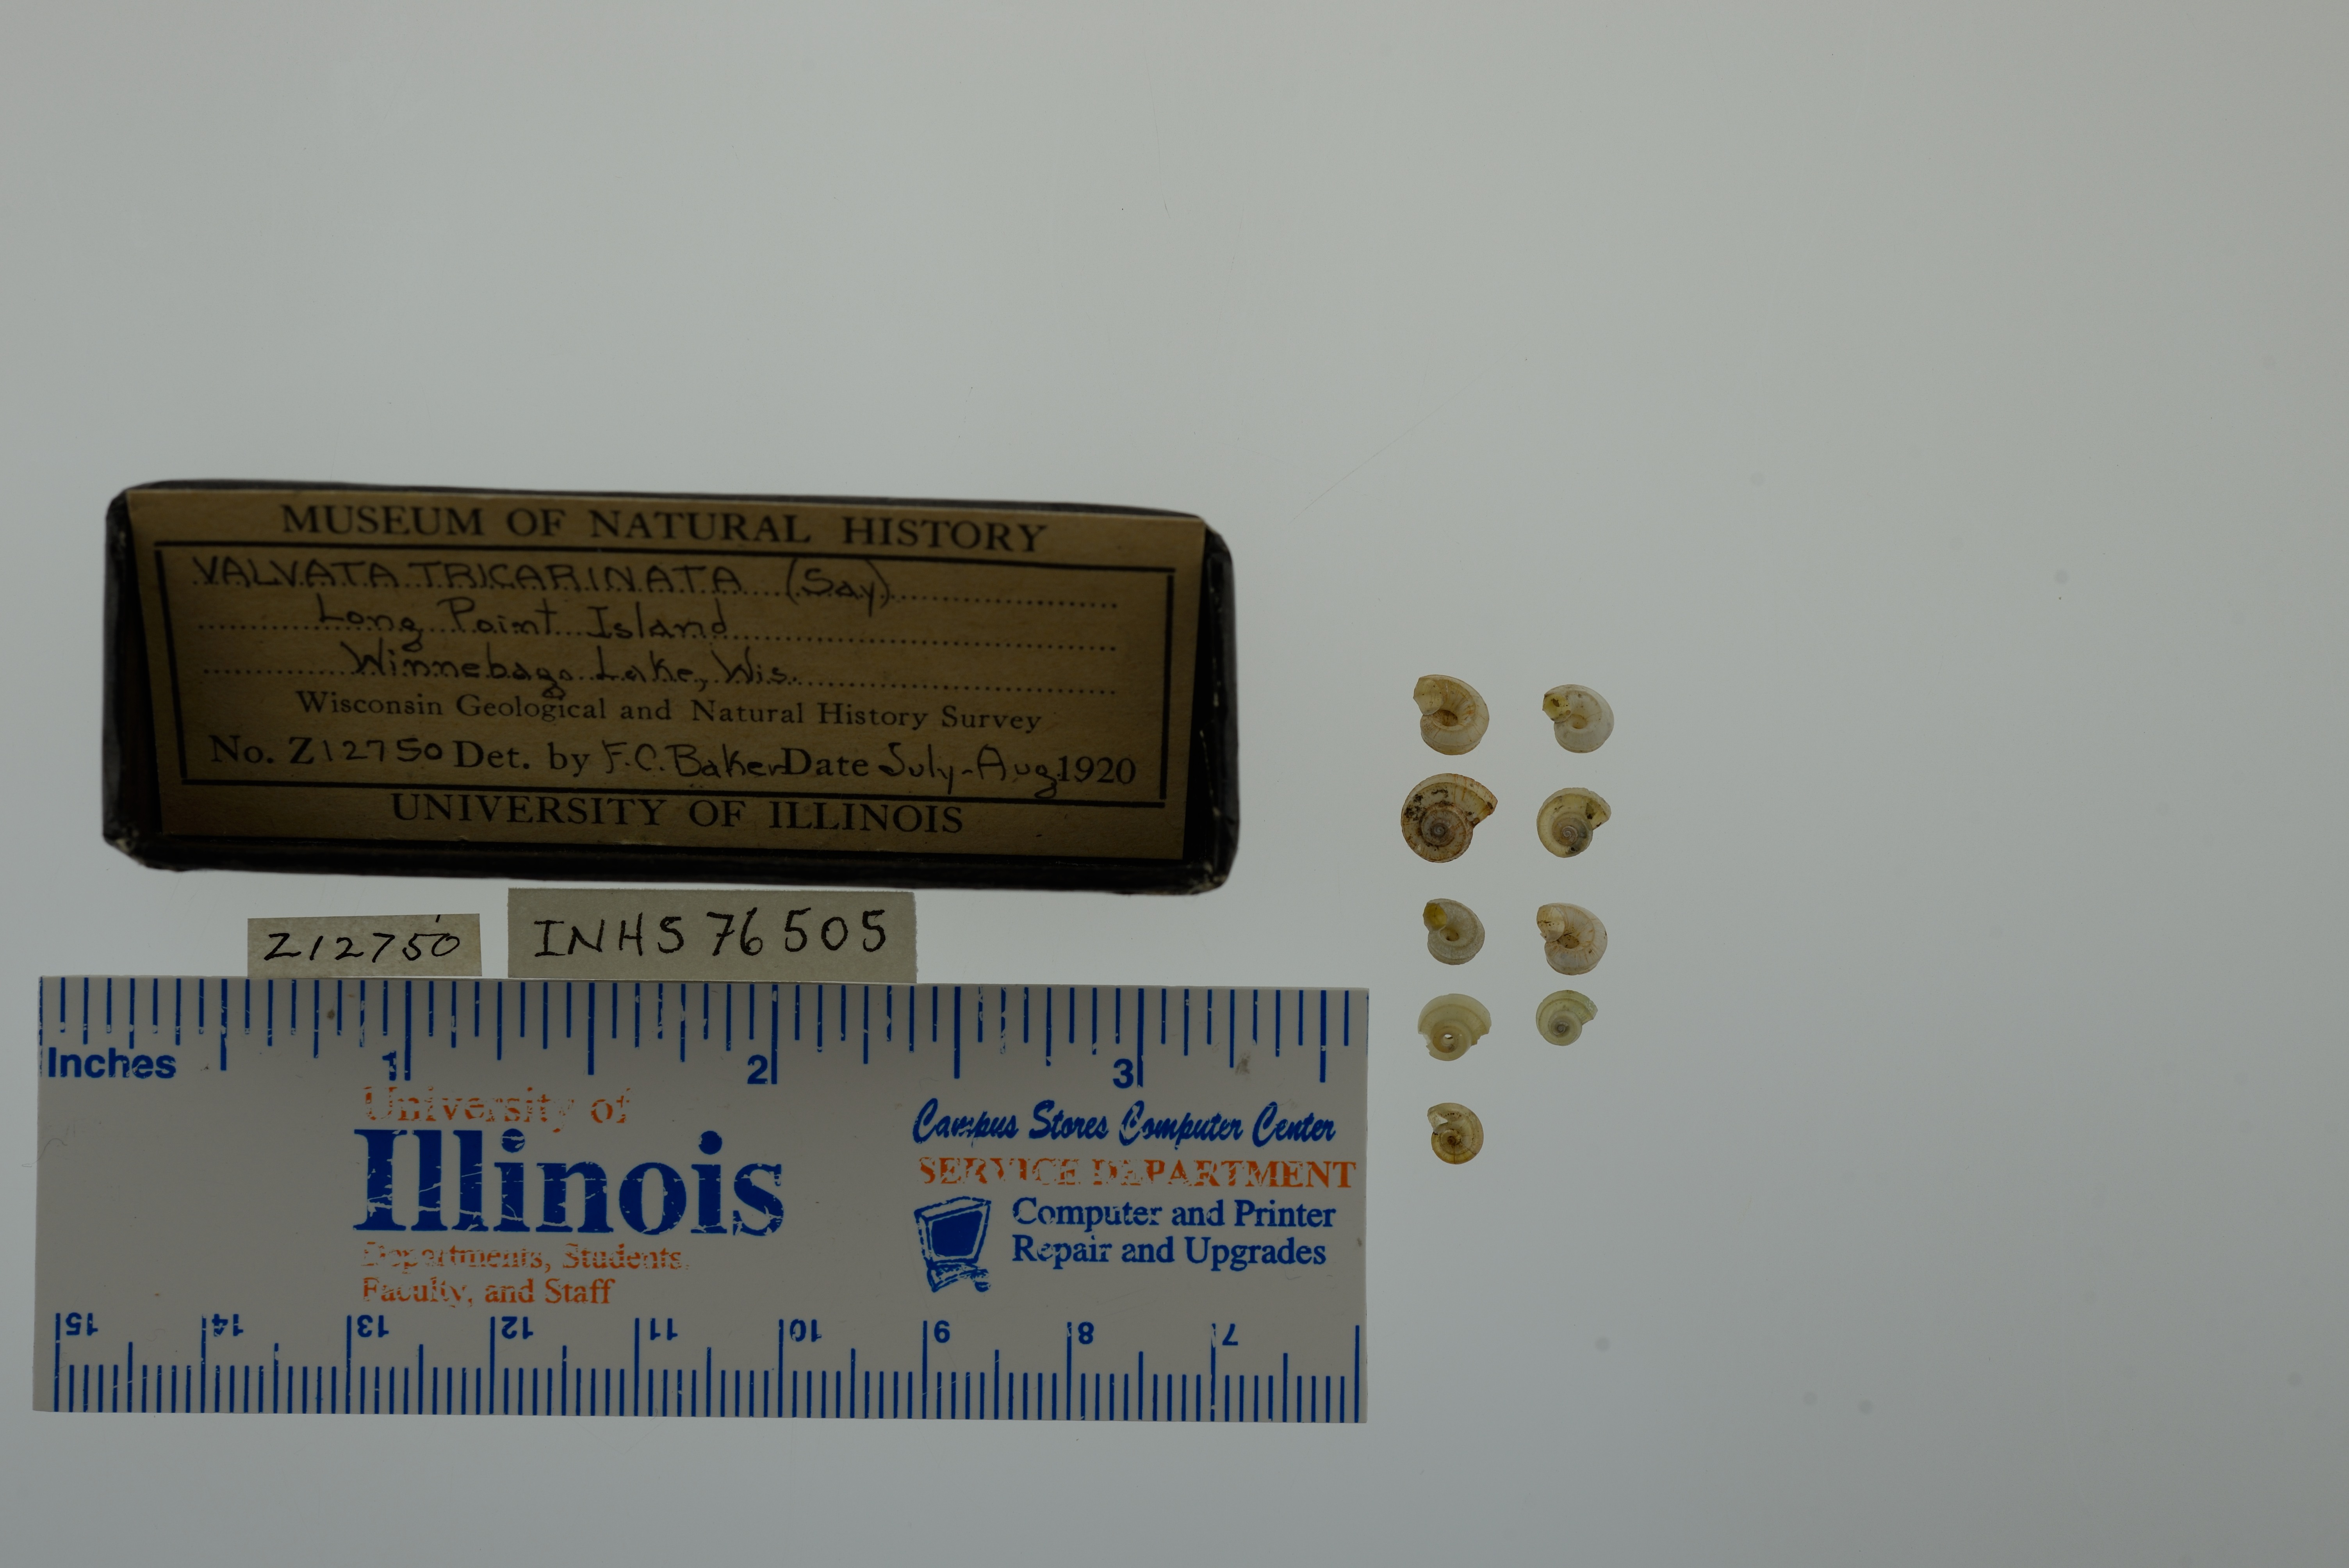 MUSEUM OF NATURAL HISTORY
VALVATA TRICARINATA (Say)
Long Point Island
Winnebago Lake, Wis.
Wisconsin Geological and Natural History Survey
No. Z12750 Det. by F.C. Baker Date July-Aug 1920
UNIVERSITY OF ILLINOIS
Z12750
INHS 76505
Inches 1 2 3
University of
Illinois
Departments, Students,
Faculty, and Staff
Campus Stores Computer Center
SERVICE DEPARTMENT
Computer and Printer
Repair and Upgrades
15 14 13 12 11 10 9 8 7